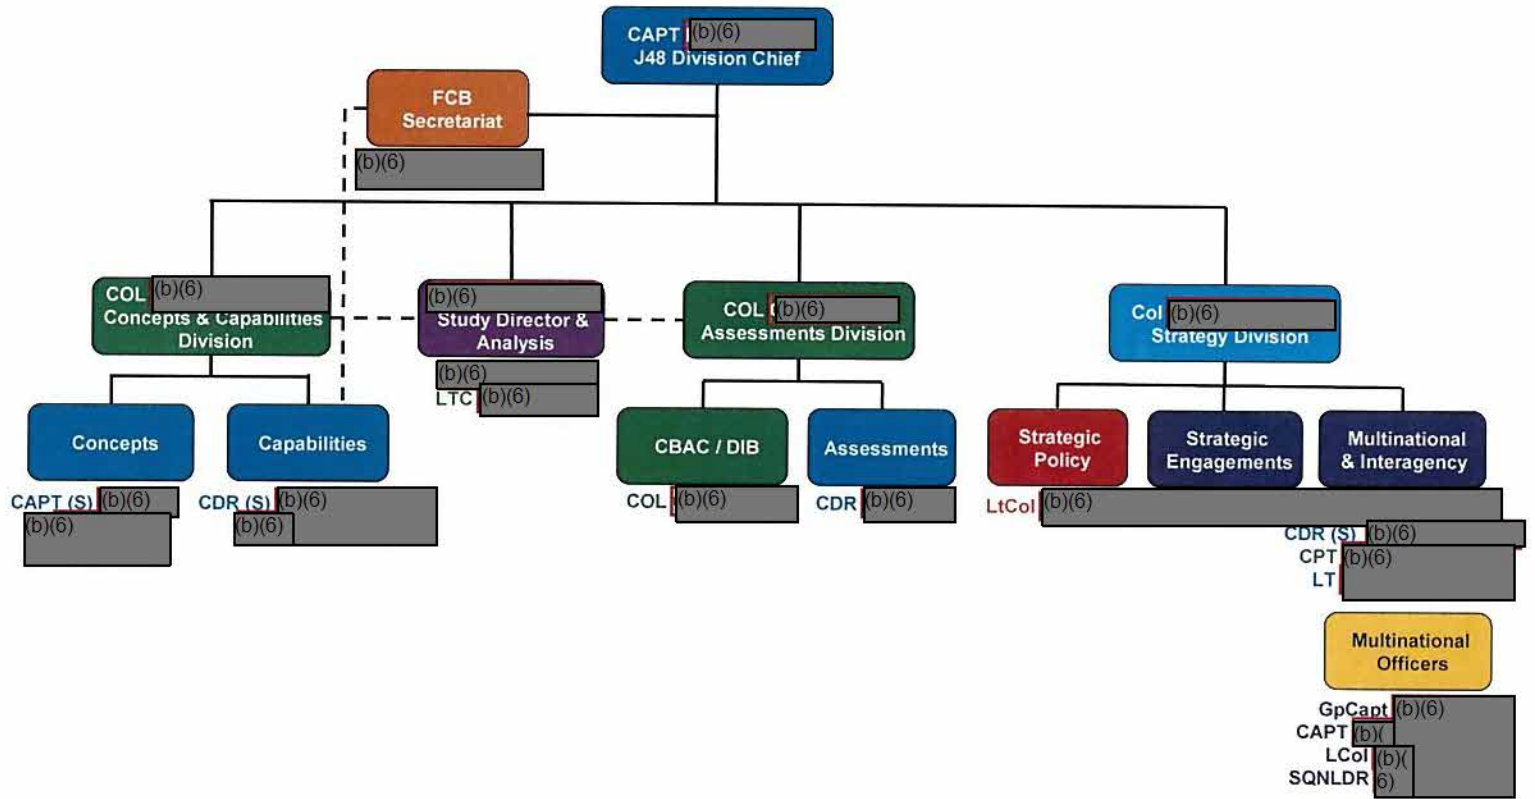 CAPT (b)(6)
J48 Division Chief
FCB
Secretariat
(b)(6)
COL (b)(6)
Concepts & Capabilities
Division
(b)(6)
Study Director &
Analysis
(b)(6)
LTC (b)(6)
COL (b)(6)
Assessments Division
Col (b)(6)
Strategy Division
Concepts
CAPT (S) (b)(6)
(b)(6)
Capabilities
CDR (S) (b)(6)
(b)(6)
CBAC / DIB
COL (b)(6)
Assessments
CDR (b)(6)
Strategic
Policy
LtCol (b)(6)
Strategic
Engagements
Multinational
& Interagency
CDR (S) (b)(6)
CPT (b)(6)
LT
Multinational
Officers
GpCapt (b)(6)
CAPT (b)(
LCol (b)(
SQNLDR 6)